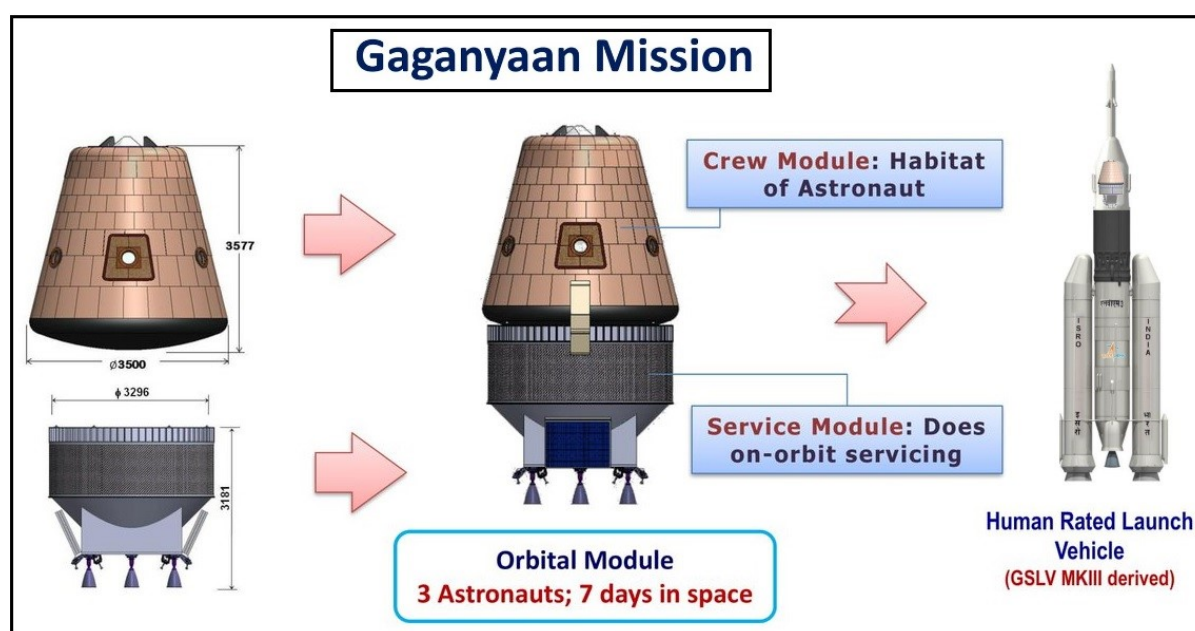 Gaganyaan Mission
Crew Module: Habitat
of Astronaut
3577
Ø3500
ϕ 3296
3181
Service Module: Does
on-orbit servicing
Orbital Module
3 Astronauts; 7 days in space
ISRO
INDIA
भारत
Human Rated Launch
Vehicle
(GSLV MKIII derived)